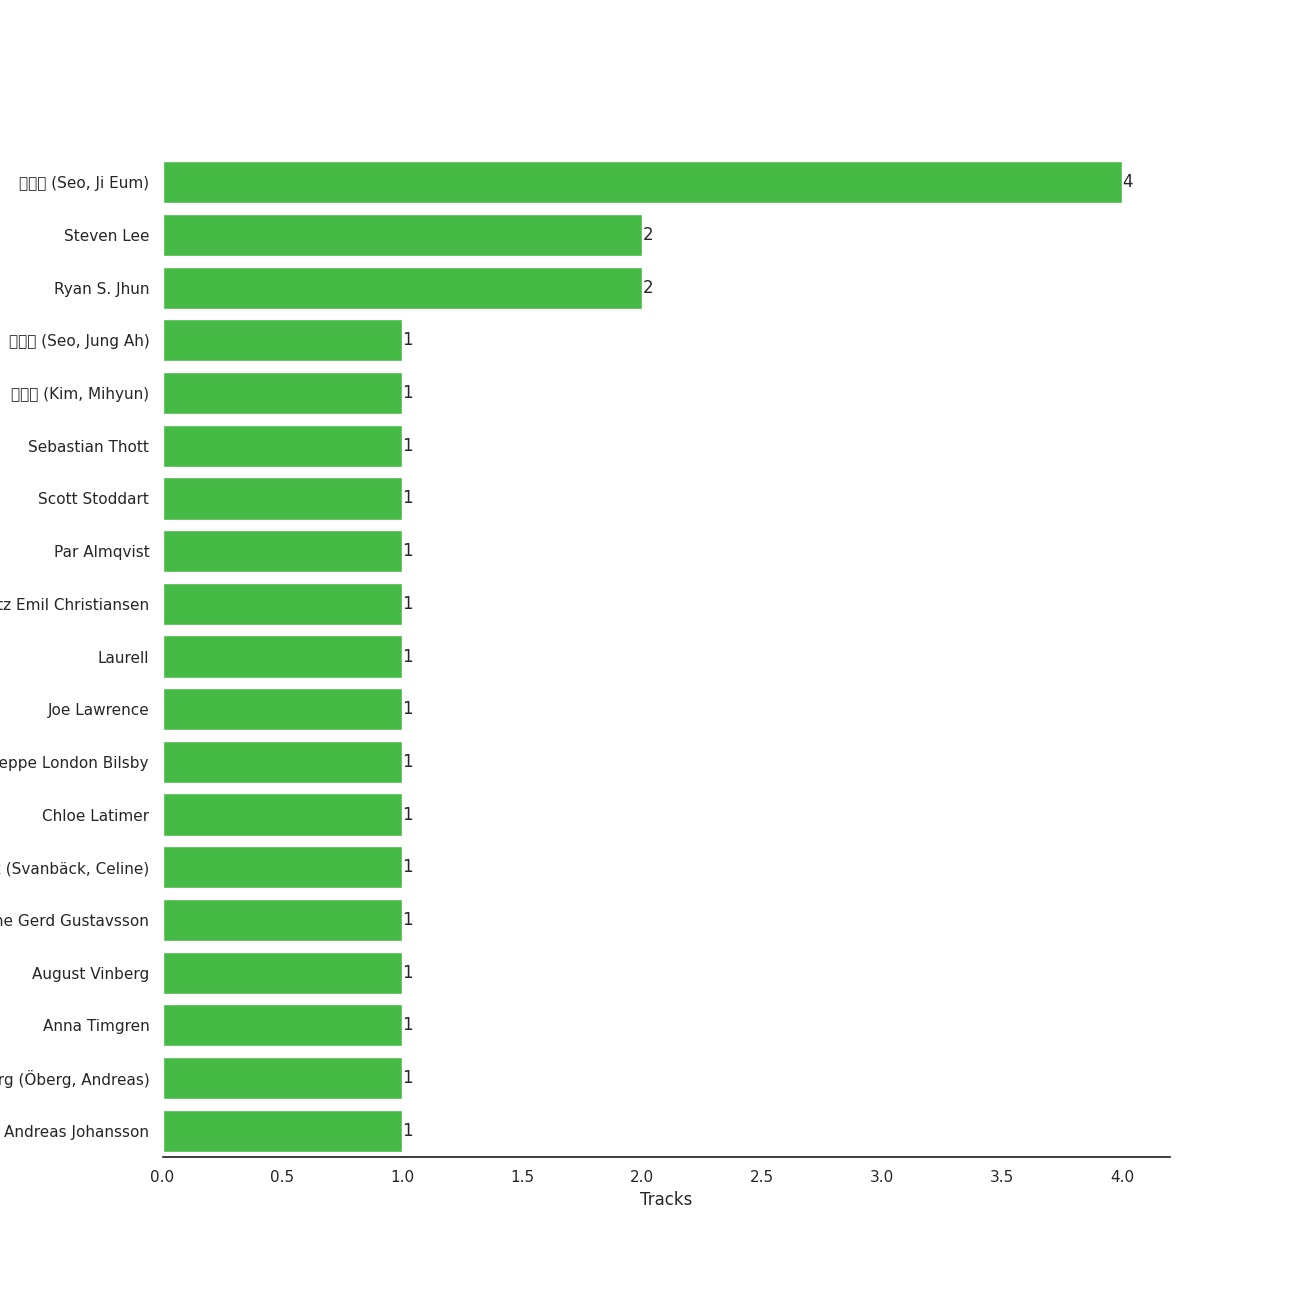 (Seo, Ji Eum) 4
Steven Lee 2
Ryan S. Jhun 2
(Seo, Jung Ah) 1
(Kim, Mihyun) 1
Sebastian Thott 1
Scott Stoddart 1
Par Almqvist 1
tz Emil Christiansen 1
Laurell 1
Joe Lawrence 1
eppe London Bilsby 1
Chloe Latimer 1
(Svanbäck, Celine) 1
ne Gerd Gustavsson 1
August Vinberg 1
Anna Timgren 1
rg (Öberg, Andreas) 1
Andreas Johansson 1
0.0 0.5 1.0 1.5 2.0 2.5 3.0 3.5 4.0
Tracks